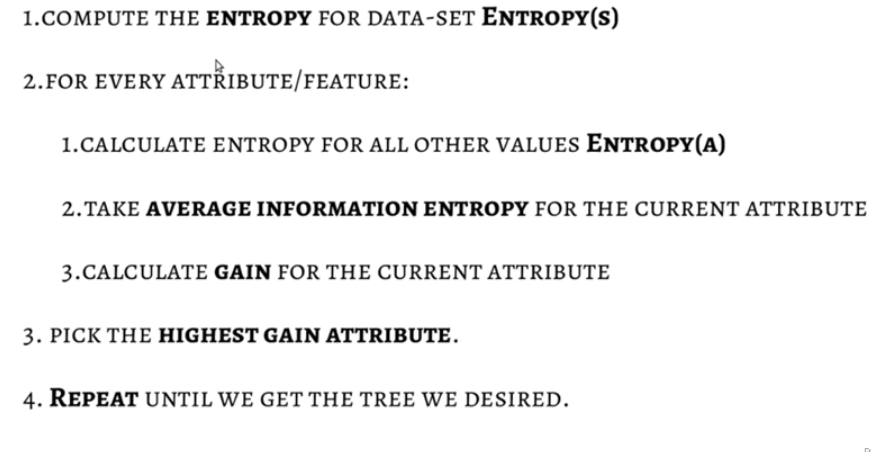 1.COMPUTE THE ENTROPY FOR DATA-SET ENTROPY(S)
2.FOR EVERY ATTRIBUTE/FEATURE:
1.CALCULATE ENTROPY FOR ALL OTHER VALUES ENTROPY(A)
2.TAKE AVERAGE INFORMATION ENTROPY FOR THE CURRENT ATTRIBUTE
3.CALCULATE GAIN FOR THE CURRENT ATTRIBUTE
3. PICK THE HIGHEST GAIN ATTRIBUTE.
4. REPEAT UNTIL WE GET THE TREE WE DESIRED.